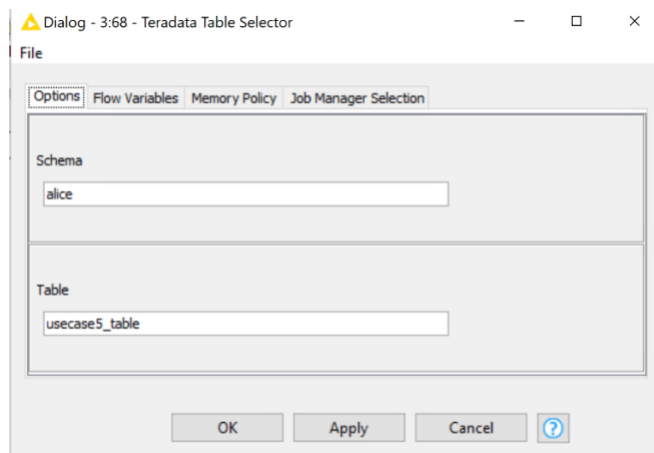 Dialog - 3:68 - Teradata Table Selector
File
Options Flow Variables Memory Policy Job Manager Selection
Schema
alice
Table
usecase5_table
OK Apply Cancel ?